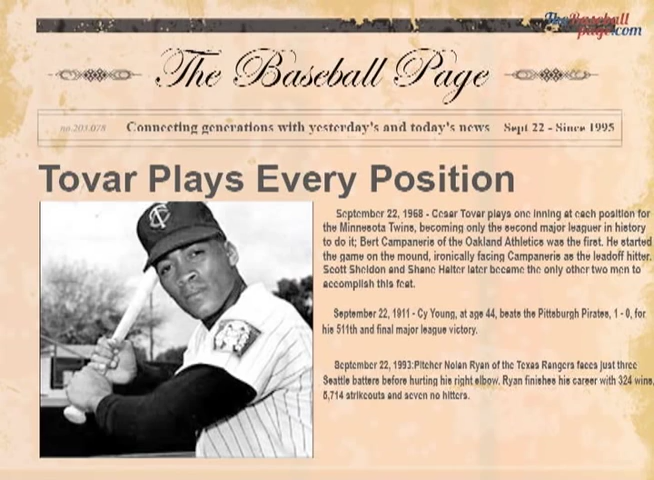 TheBaseball
page.com
The Baseball Page
no.203.078 Connecting generations with yesterday's and today's news Sept 22 - Since 1995
Tovar Plays Every Position
September 22, 1968 - Cesar Tovar plays one inning at each position for
the Minnesota Twins, becoming only the second major leaguer in history
to do it; Bert Campaneris of the Oakland Athletics was the first. He started
the game on the mound, ironically facing Campaneris as the leadoff hitter.
Scott Sheldon and Shane Halter later became the only other two men to
accomplish this feat.
September 22, 1911 - Cy Young, at age 44, beats the Pittsburgh Pirates, 1 - 0, for
his 511th and final major league victory.
September 22, 1993:Pitcher Nolan Ryan of the Texas Rangers faces just three
Seattle batters before hurting his right elbow. Ryan finishes his career with 324 wins,
5,714 strikeouts and seven no hitters.